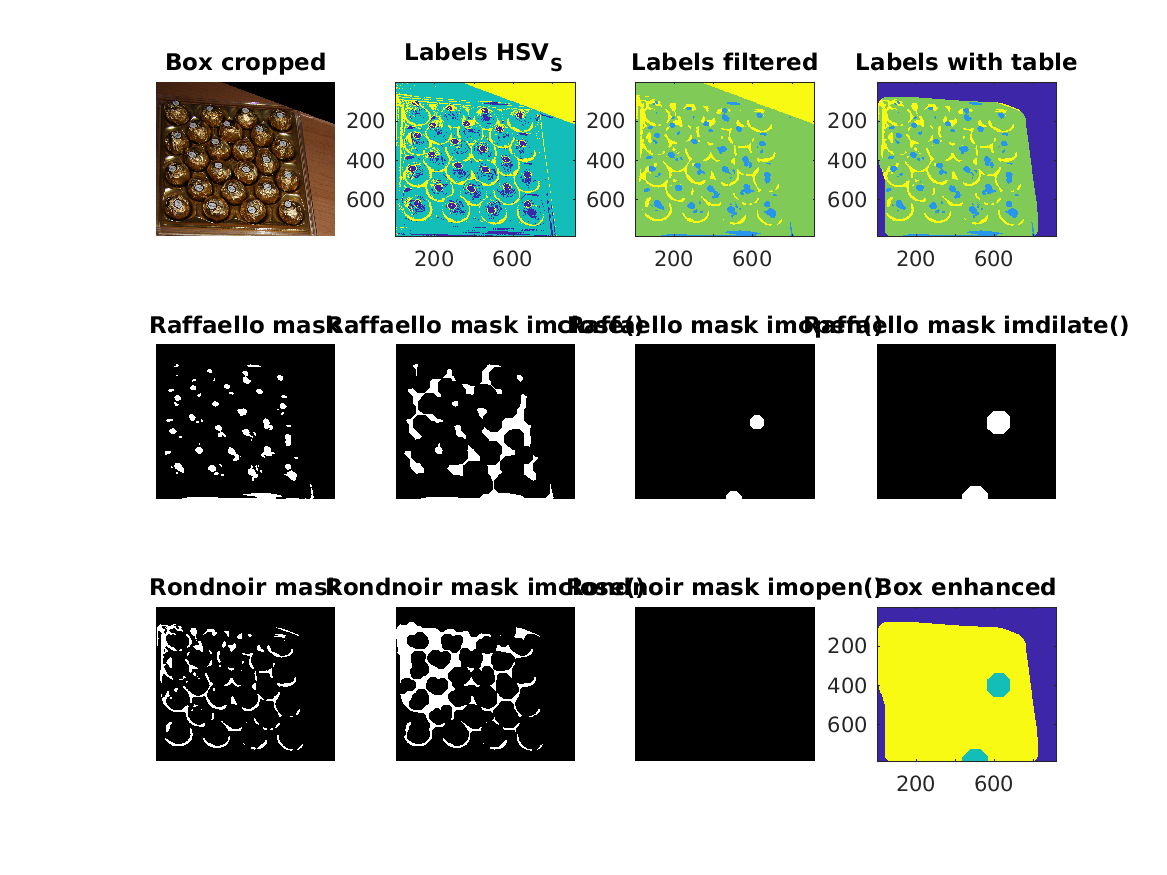 Box cropped
Labels HSV_S
Labels filtered
Labels with table
200
400
600
200
400
600
200
400
600
200 600
200 600
200 600
Raffaello mask
Raffaello mask imclose()
Raffaello mask imopen()
Raffaello mask imdilate()
Rondnoir mask
Rondnoir mask imclose()
Rondnoir mask imopen()
Box enhanced
200
400
600
200 600